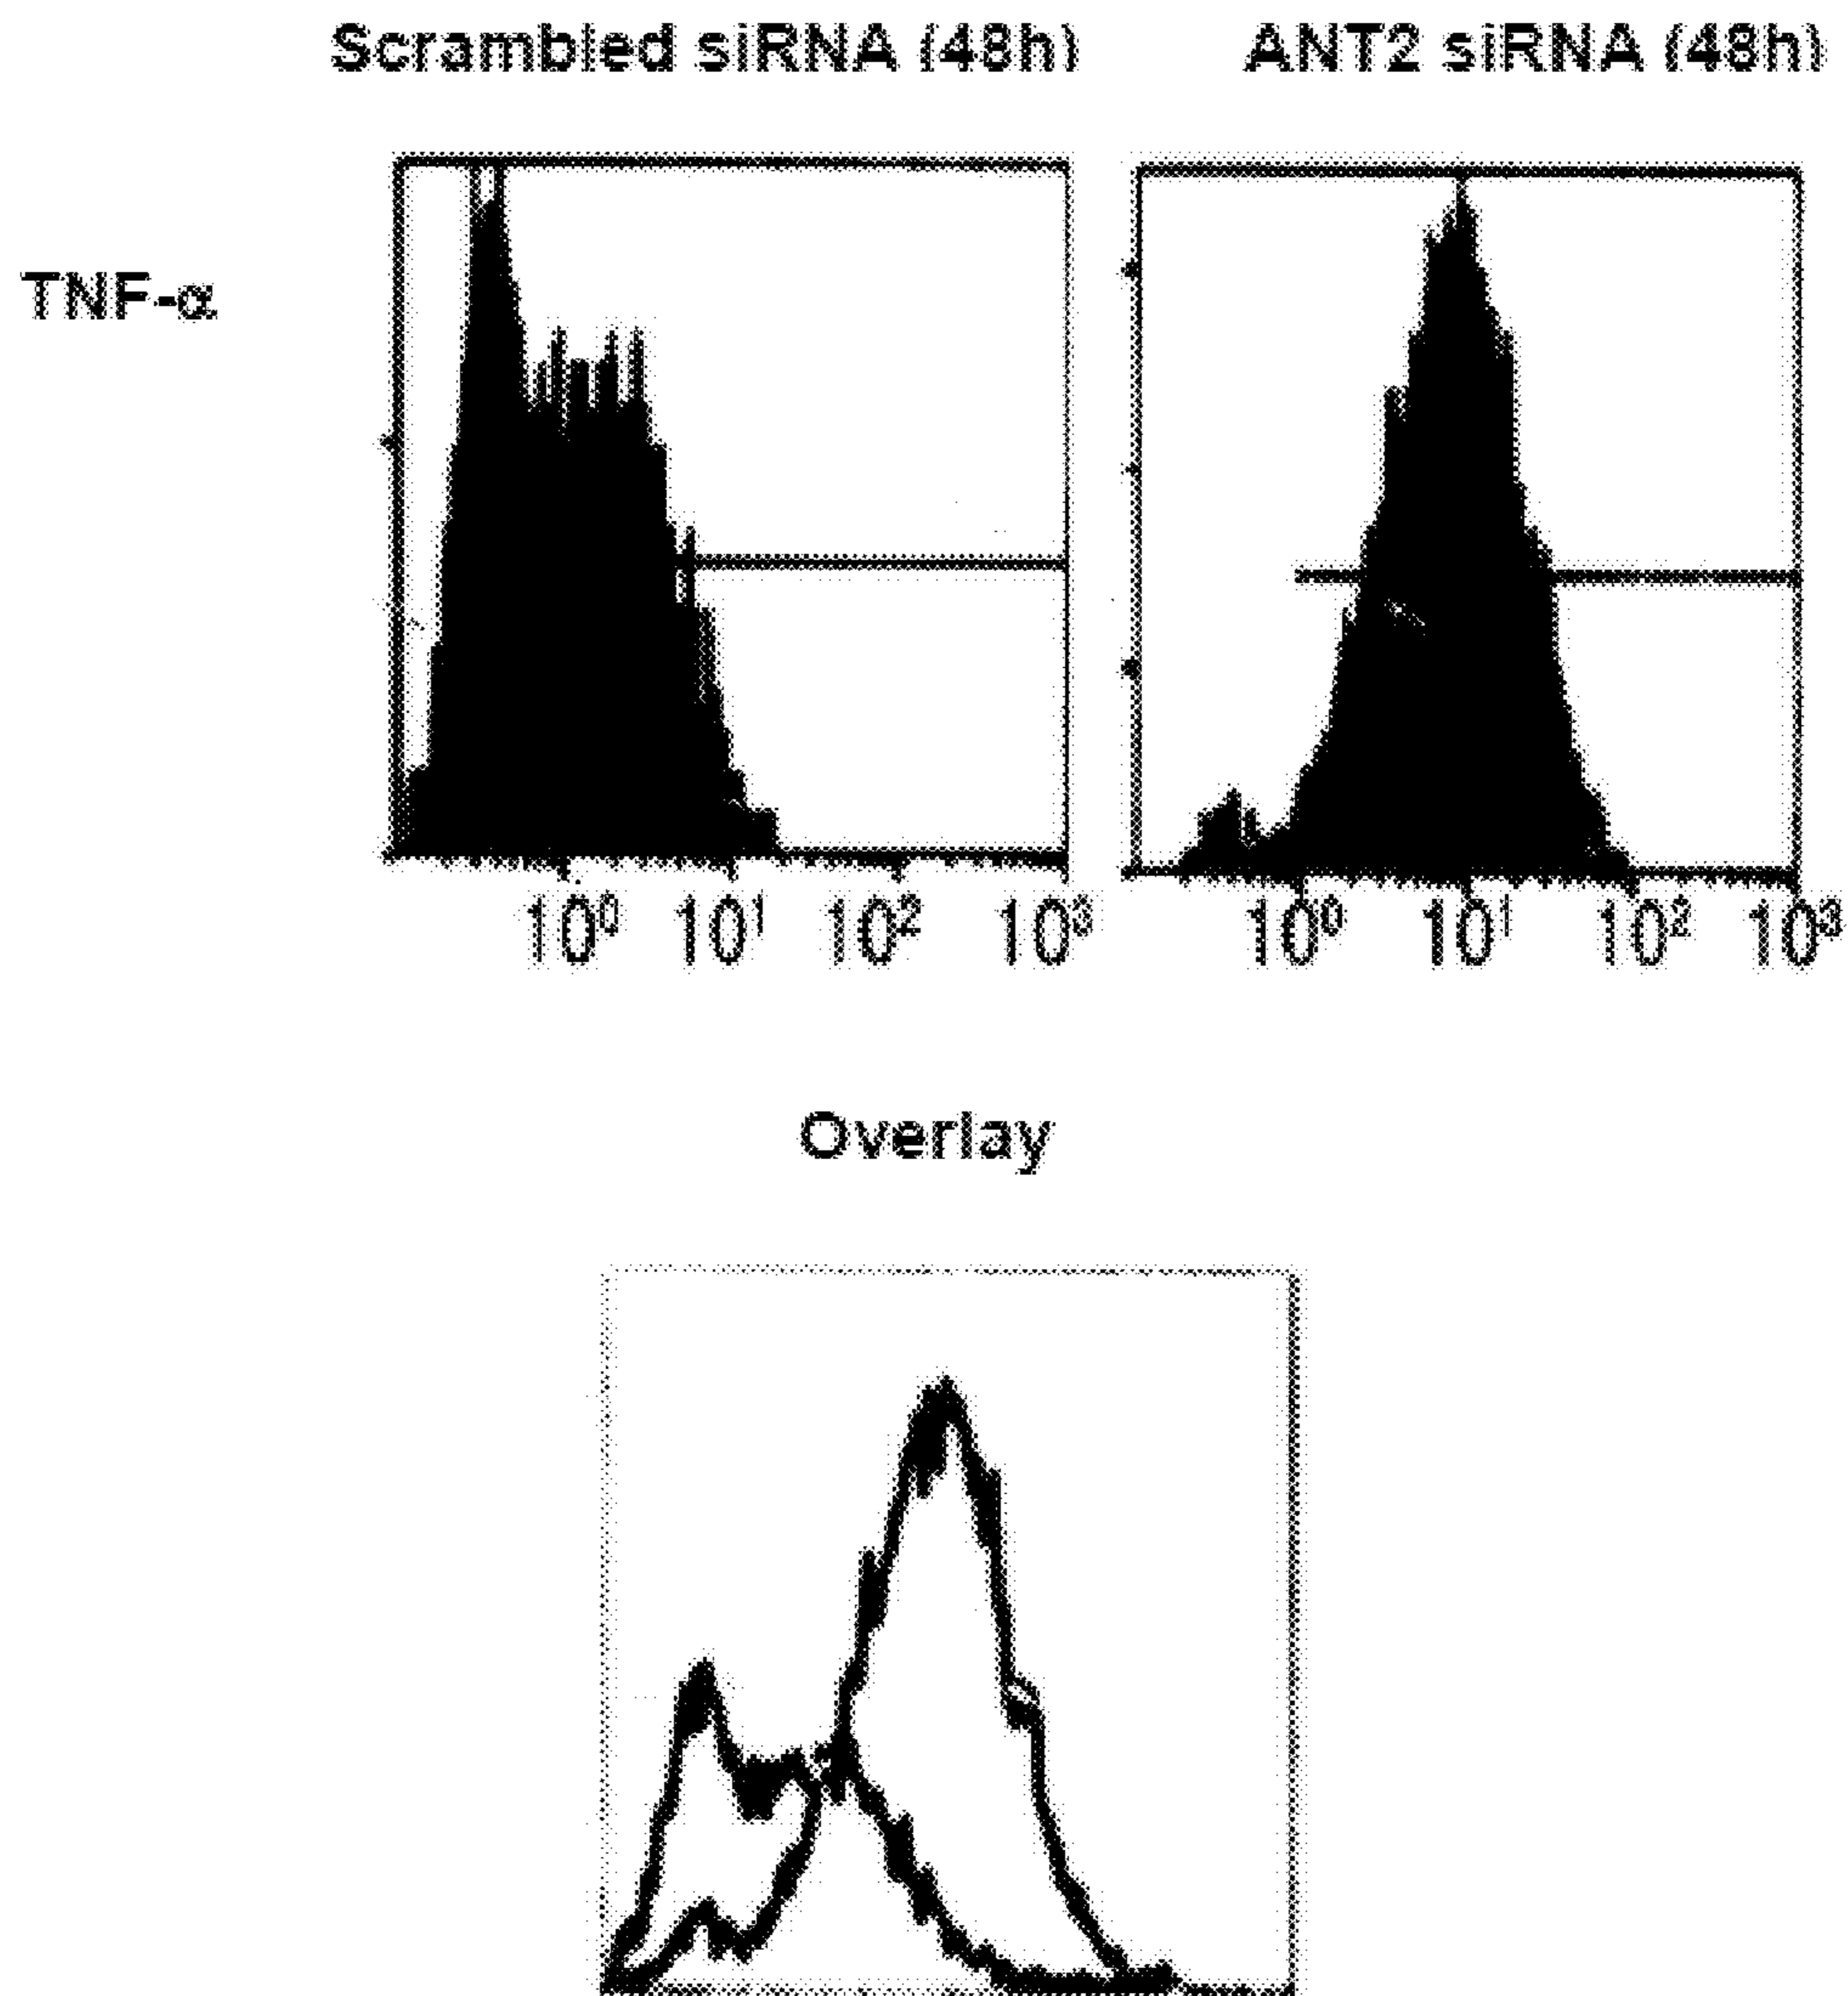 Scrambled siRNA (48h) ANT2 siRNA (48h)
TNF-α
10⁰ 10¹ 10² 10³ 10⁰ 10¹ 10² 10³
Overlay